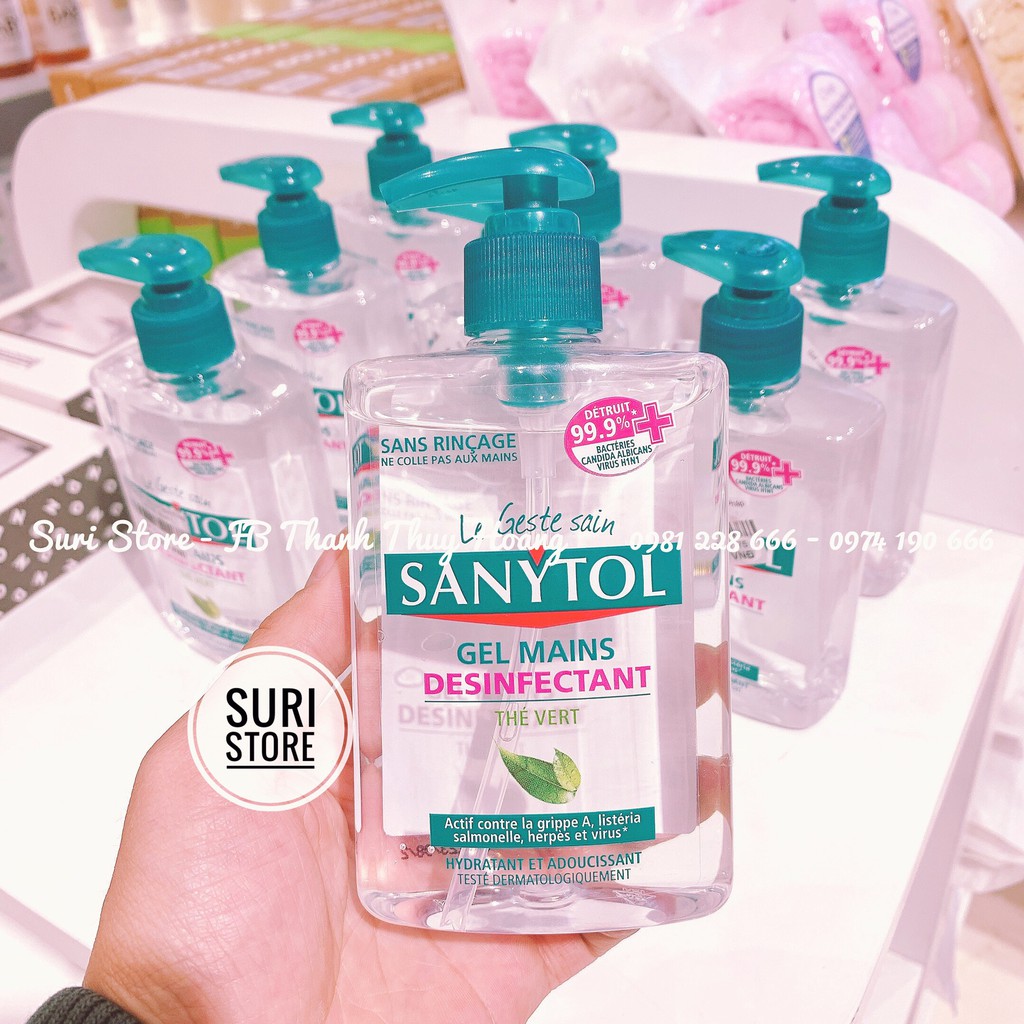 SANS RINÇAGE
NE COLLE PAS AUX MAINS
DÉTRUIT
99.9%*
BACTÉRIES
CANDIDA ALBICANS
VIRUS H1N1
Le Geste sain
SANYTOL
GEL MAINS
DESINFECTANT
THÉ VERT
Actif contre la grippe A, listéria
salmonelle, herpès et virus*
HYDRATANT ET ADOUCISSANT
TESTÉ DERMATOLOGIQUEMENT
Suri Store - FB Thanh Thuy Hoang - 0981 228 666 - 0974 190 666
SURI
STORE